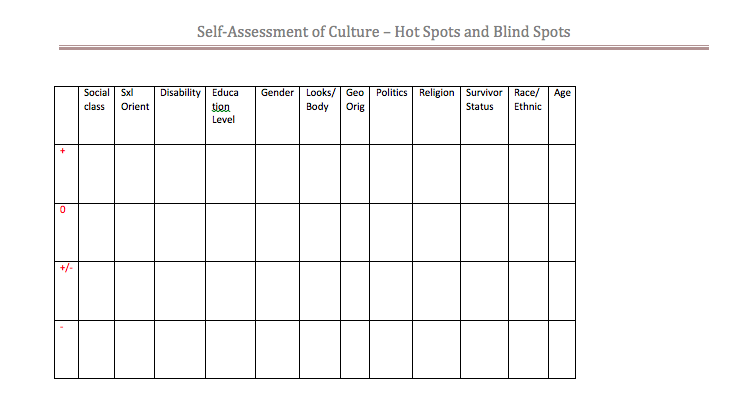 Self-Assessment of Culture – Hot Spots and Blind Spots
Social Sxl Disability Educa Gender Looks/ Geo Politics Religion Survivor Race/ Age
class Orient tion Body Orig Status Ethnic
Level
+
0
+/-
-